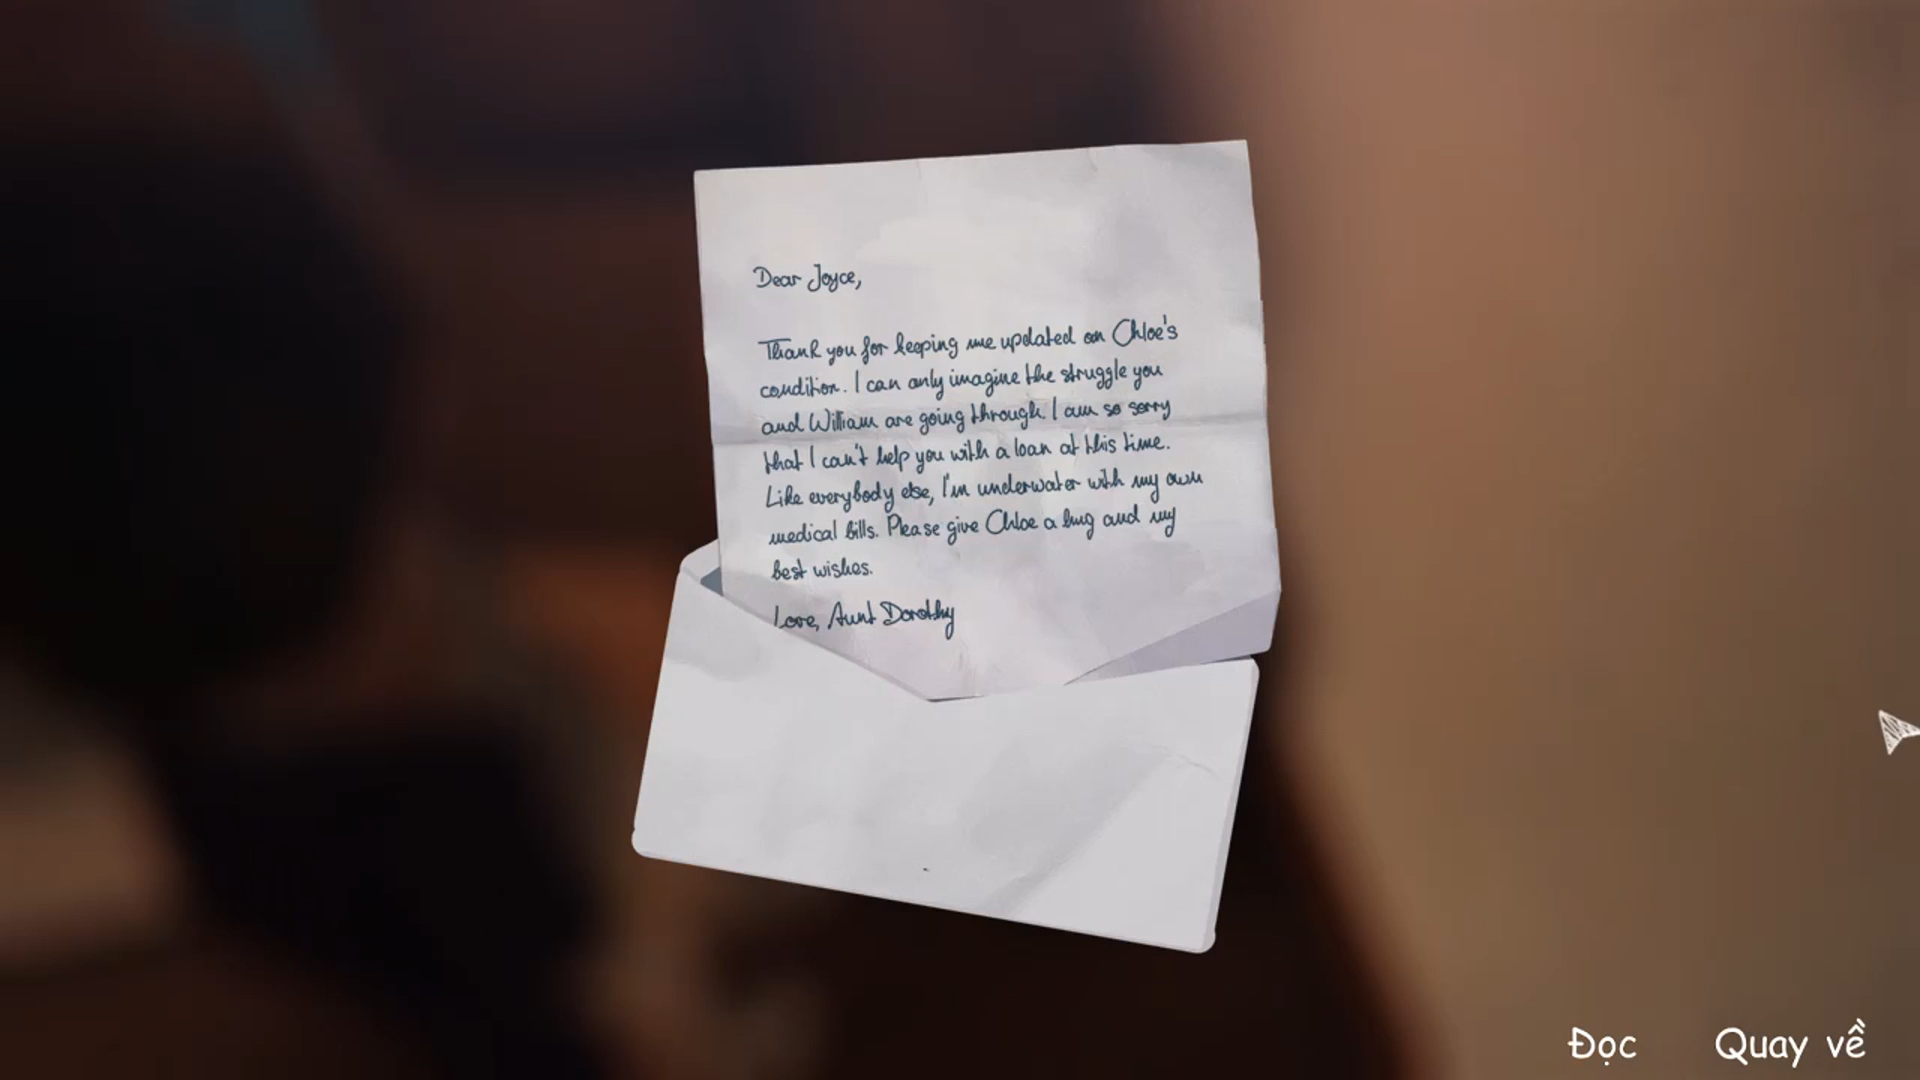 Dear Joyce,
Thank you for keeping me updated on Chloe's
condition. I can only imagine the struggle you
and William are going through. I am so sorry
that I can't help you with a loan at this time.
Like everybody else, I'm underwater with my own
medical bills. Please give Chloe a hug and my
best wishes.
Love, Aunt Dorothy
Đọc Quay về